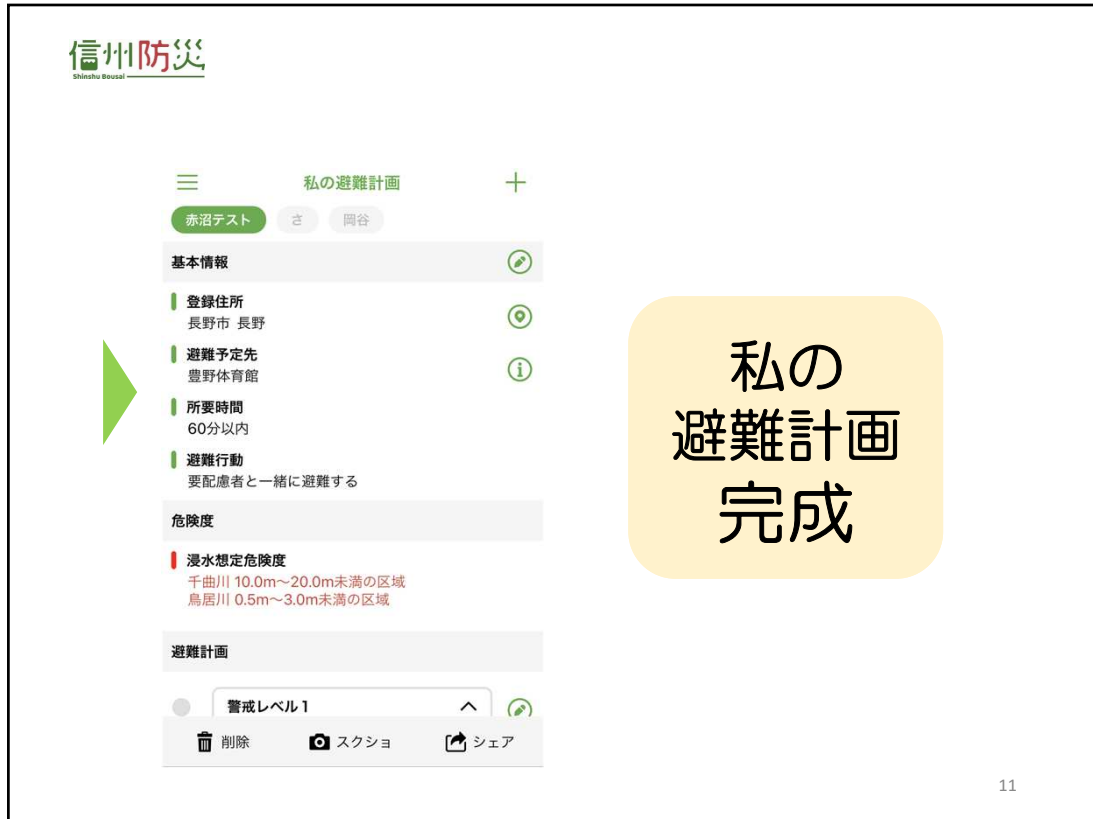 信州防災
Shinshu Bousai
私の避難計画
赤沼テスト さ 岡谷
基本情報
登録住所
長野市 長野
避難予定先
豊野体育館
所要時間
60分以内
避難行動
要配慮者と一緒に避難する
危険度
浸水想定危険度
千曲川 10.0m〜20.0m未満の区域
鳥居川 0.5m〜3.0m未満の区域
避難計画
警戒レベル1
削除 スクショ シェア
私の
避難計画
完成
11